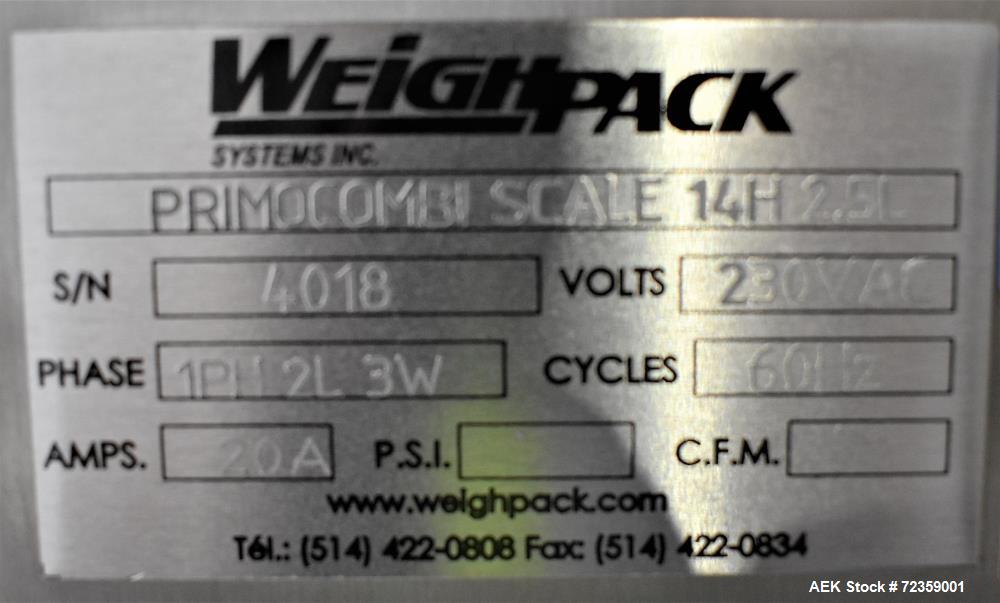 WEIGHPACK
SYSTEMS INC.
PRIMOCOMBI SCALE 14H 2.5L
S/N 4018 VOLTS 230VAC
PHASE 1PH 2L 3W CYCLES 60Hz
AMPS. 20A P.S.I. C.F.M.
www.weighpack.com
Tél.: (514) 422-0808 Fax: (514) 422-0834
AEK Stock # 72359001